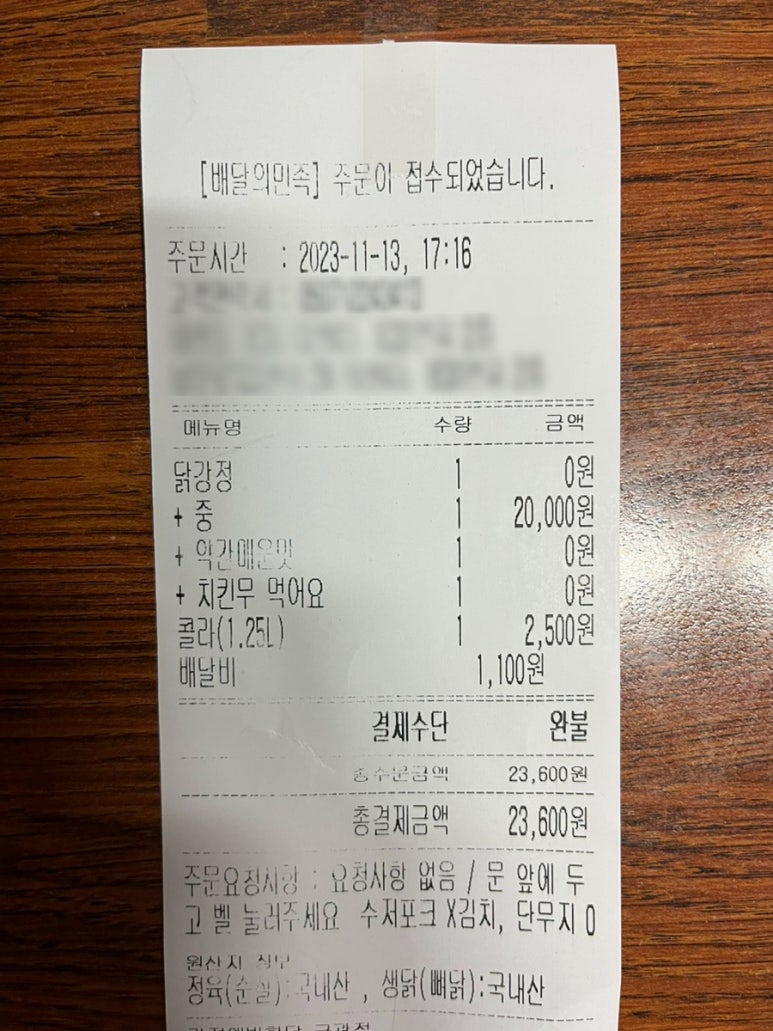 [배달의민족] 주문이 접수되었습니다.
주문시간 : 2023-11-13, 17:16
메뉴명 수량 금액
닭강정 1 0원
+ 중 1 20,000원
+ 약간매운맛 1 0원
+ 치킨무 먹어요 1 0원
콜라(1.25L) 1 2,500원
배달비 1,100원
결제수단 완불
총주문금액 23,600원
총결제금액 23,600원
주문요청사항 : 요청사항 없음 / 문 앞에 두
고 벨 눌러주세요 수저포크 X김치, 단무지 O
원산지 정보
정육(순살):국내산 , 생닭(뼈닭):국내산